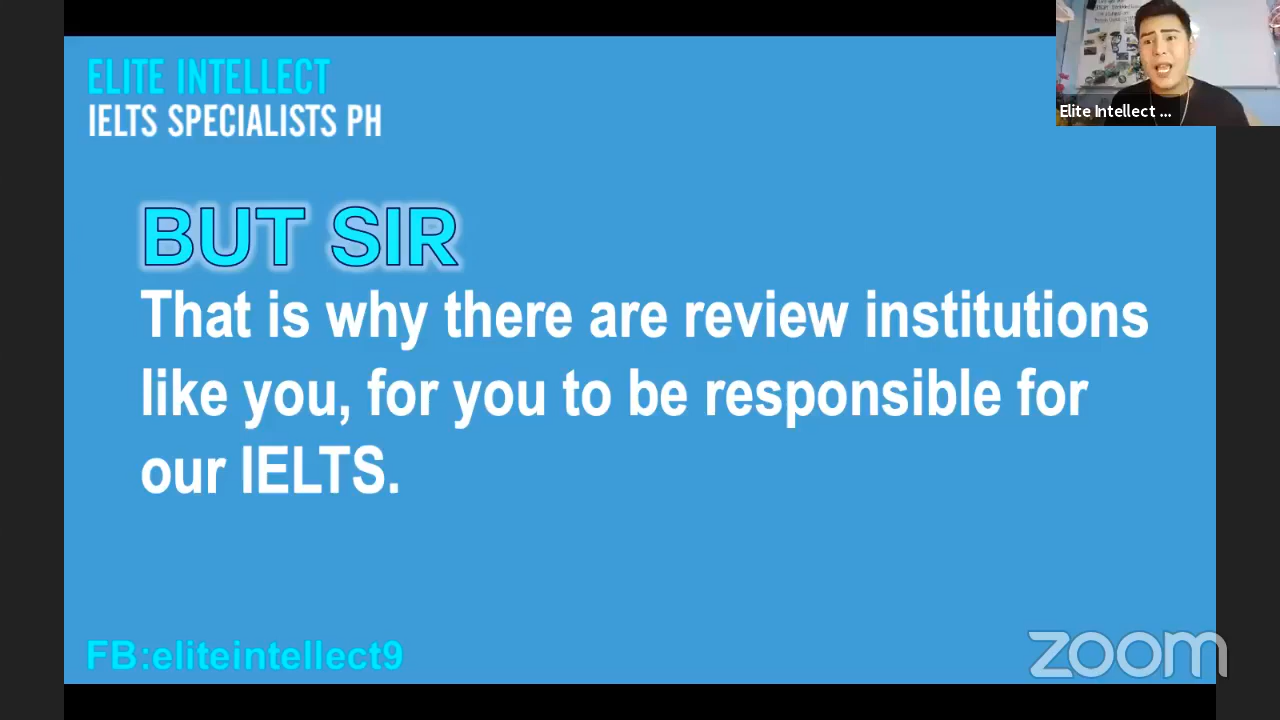 ELITE INTELLECT
IELTS SPECIALISTS PH
Elite Intellect ...
BUT SIR
That is why there are review institutions
like you, for you to be responsible for
our IELTS.
FB:eliteintellect9
zoom